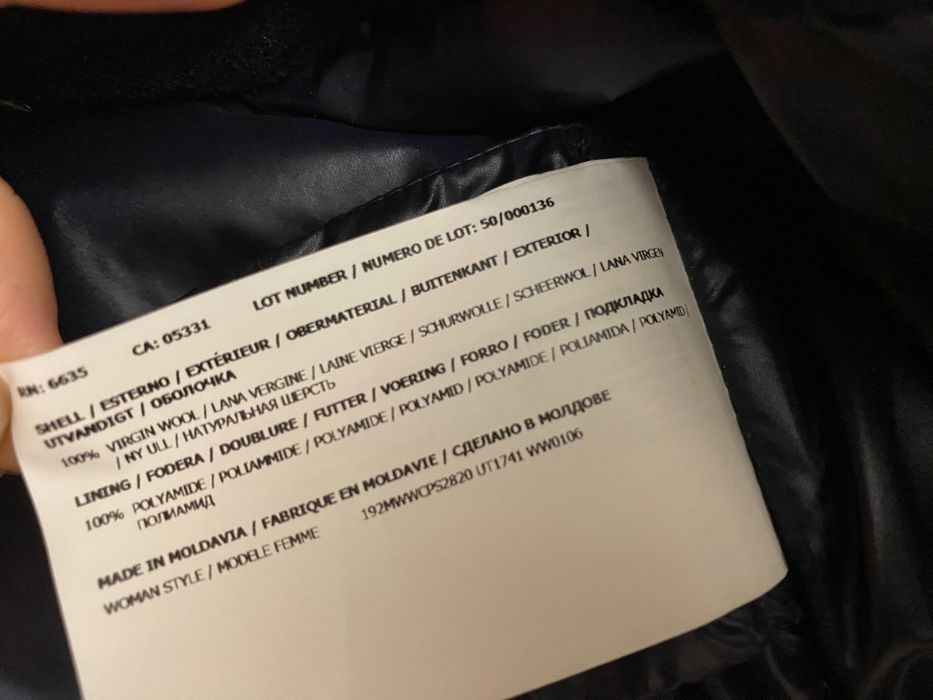 RN: 6635 CA: 05331 LOT NUMBER / NUMERO DE LOT: 50/000136
SHELL / ESTERNO / EXTÉRIEUR / OBERMATERIAL / BUITENKANT / EXTERIOR /
UTVANDIGT / ОБОЛОЧКА
100% VIRGIN WOOL / LANA VERGINE / LAINE VIERGE / SCHURWOLLE / SCHEERWOL / LANA VIRGEN
/ NY ULL / НАТУРАЛЬНАЯ ШЕРСТЬ
LINING / FODERA / DOUBLURE / FUTTER / VOERING / FORRO / FODER / ПОДКЛАДКА
100% POLYAMIDE / POLIAMMIDE / POLYAMIDE / POLYAMID / POLYAMIDE / POLIAMIDA / POLYAMID /
ПОЛИАМИД
MADE IN MOLDAVIA / FABRIQUE EN MOLDAVIE / СДЕЛАНО В МОЛДОВЕ
WOMAN STYLE / MODELE FEMME 192MWWCPS2820 UT1741 WW0106